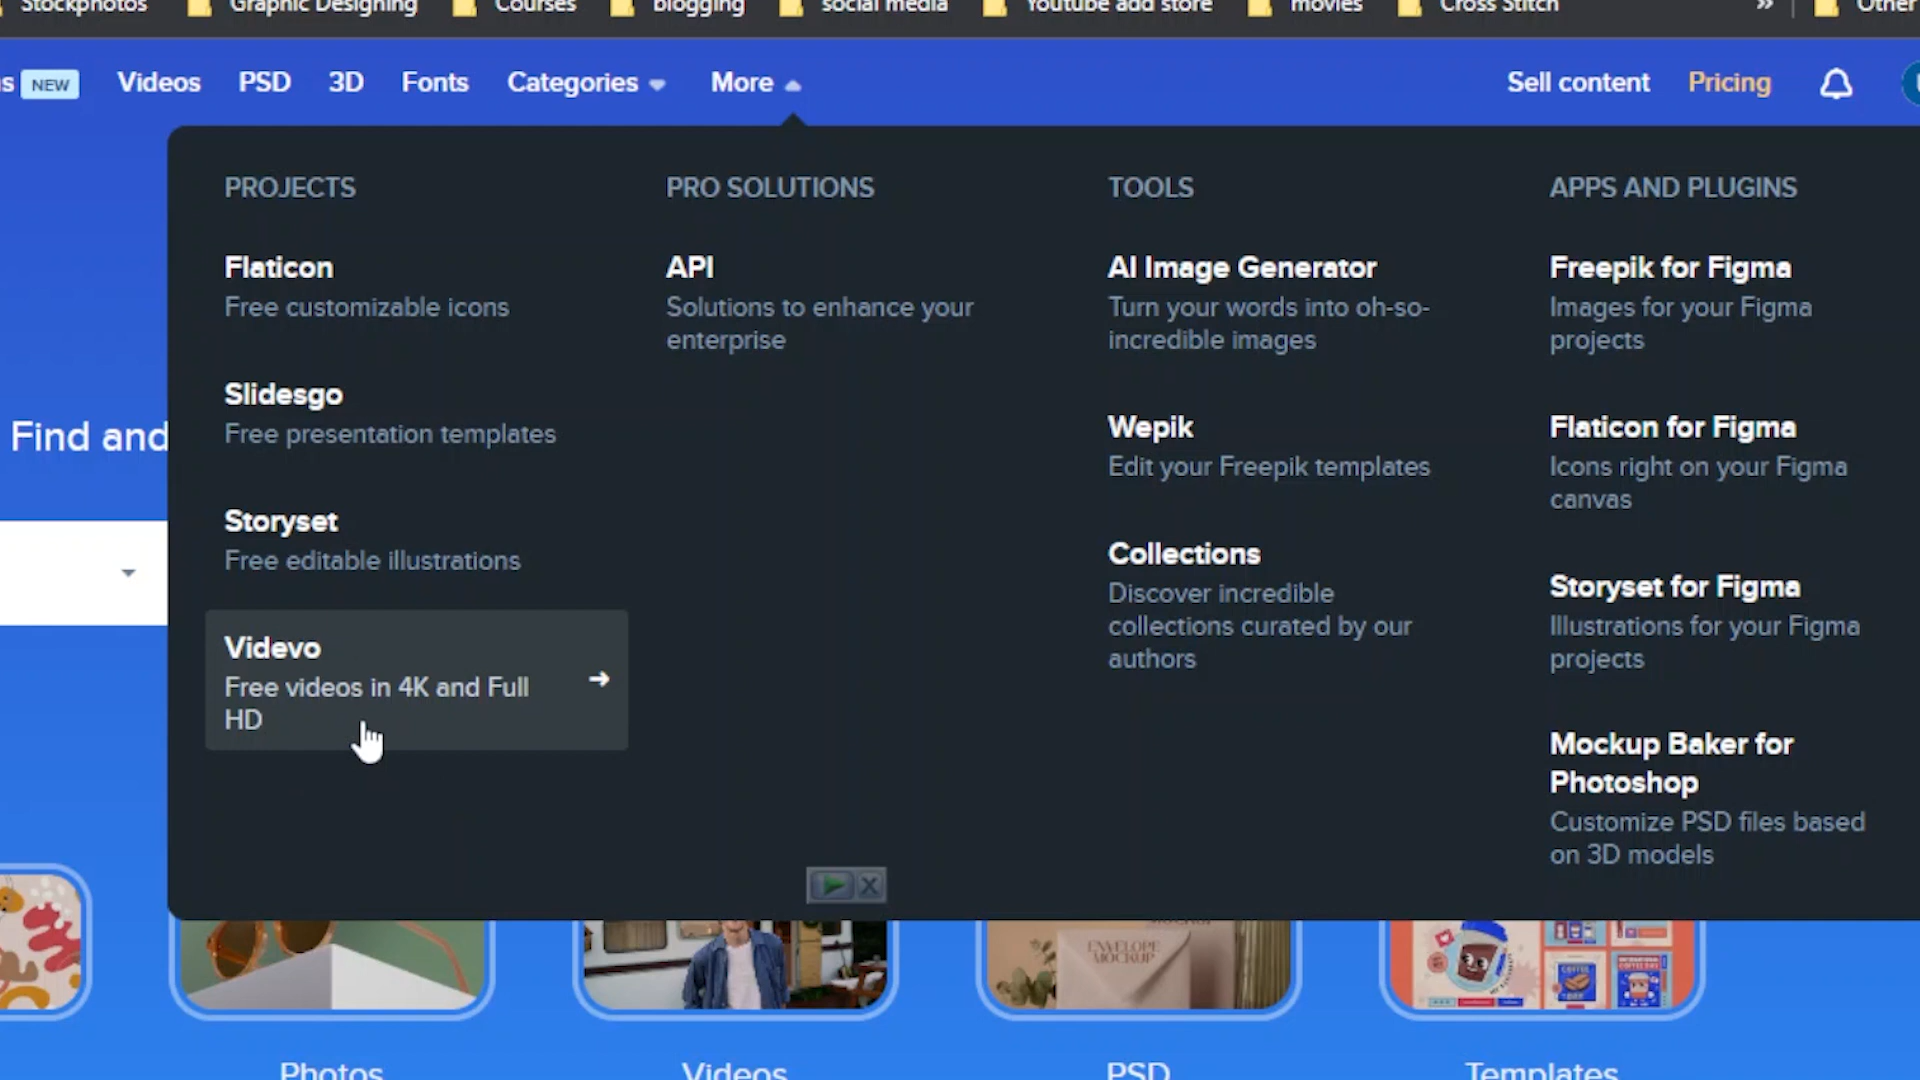 Stockphotos Graphic Designing Courses blogging social media Youtube add store movies Cross Stitch » Other
s NEW Videos PSD 3D Fonts Categories More Sell content Pricing
PROJECTS
Flaticon
Free customizable icons
Slidesgo
Free presentation templates
Storyset
Free editable illustrations
Videvo
Free videos in 4K and Full
HD
PRO SOLUTIONS
API
Solutions to enhance your
enterprise
TOOLS
AI Image Generator
Turn your words into oh-so-
incredible images
Wepik
Edit your Freepik templates
Collections
Discover incredible
collections curated by our
authors
APPS AND PLUGINS
Freepik for Figma
Images for your Figma
projects
Flaticon for Figma
Icons right on your Figma
canvas
Storyset for Figma
Illustrations for your Figma
projects
Mockup Baker for
Photoshop
Customize PSD files based
on 3D models
Find and
ENVELOPE
MOCKUP
COFFEE
Photos Videos PSD Templates